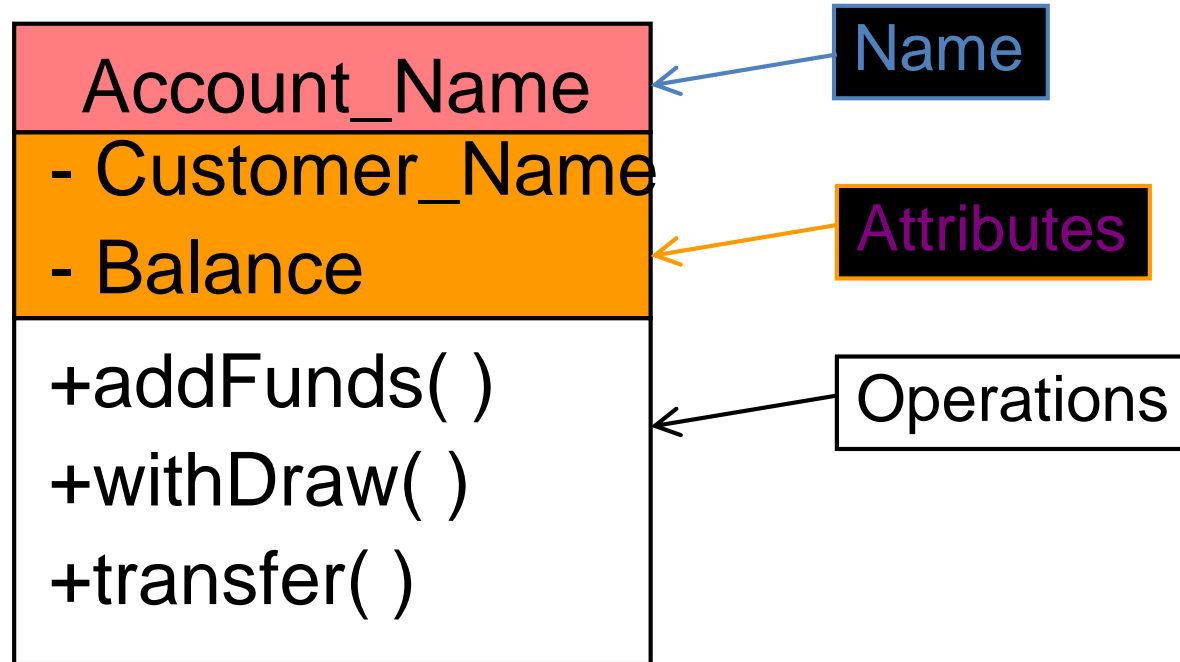 Account_Name
- Customer_Name
- Balance
+addFunds( )
+withDraw( )
+transfer( )
Name
Attributes
Operations